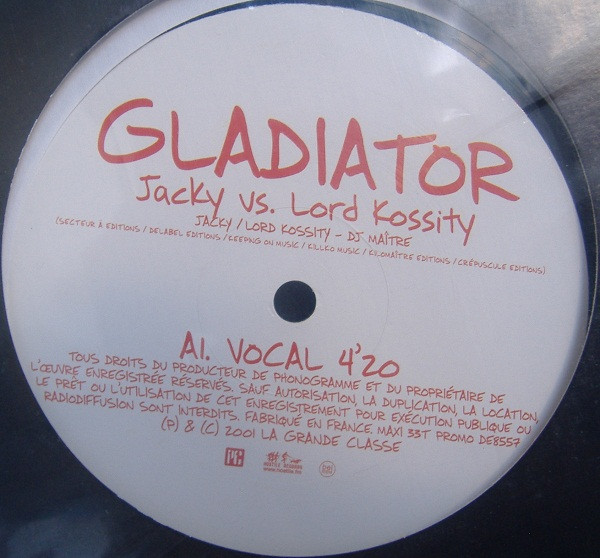 GLADIATOR
Jacky vs. Lord Kossity
JACKY / LORD KOSSITY - DJ MAÎTRE
(SECTEUR À EDITIONS / DELABEL EDITIONS / KEEPING ON MUSIC / KILLKO MUSIC / KILOMAÎTRE EDITIONS / CRÉPUSCULE EDITIONS)
A1. VOCAL 4'20
TOUS DROITS DU PRODUCTEUR DE PHONOGRAMME ET DU PROPRIÉTAIRE DE
L'ŒUVRE ENREGISTRÉE RÉSERVÉS. SAUF AUTORISATION, LA DUPLICATION, LA LOCATION,
LE PRÊT OU L'UTILISATION DE CET ENREGISTREMENT POUR EXÉCUTION PUBLIQUE OU
RADIODIFFUSION SONT INTERDITS. FABRIQUÉ EN FRANCE. MAXI 33T PROMO DE8557
(P) & (C) 2001 LA GRANDE CLASSE